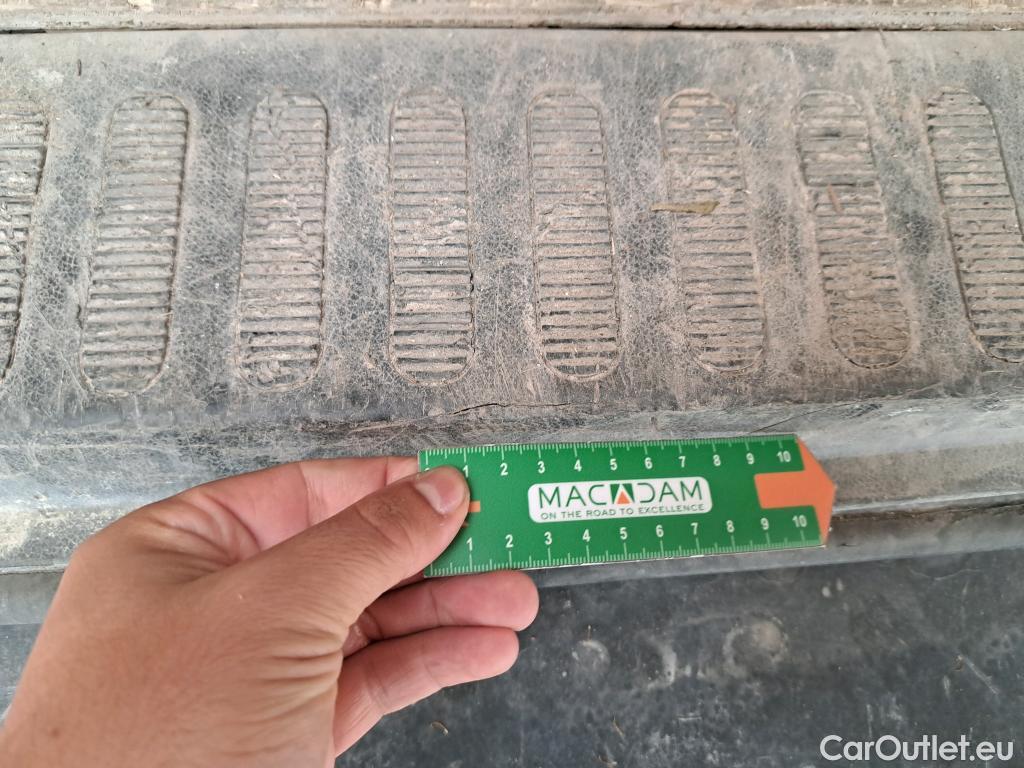 1 2 3 4 5 6 7 8 9 10
MACADAM
ON THE ROAD TO EXCELLENCE
1 2 3 4 5 6 7 8 9 10
CarOutlet.eu